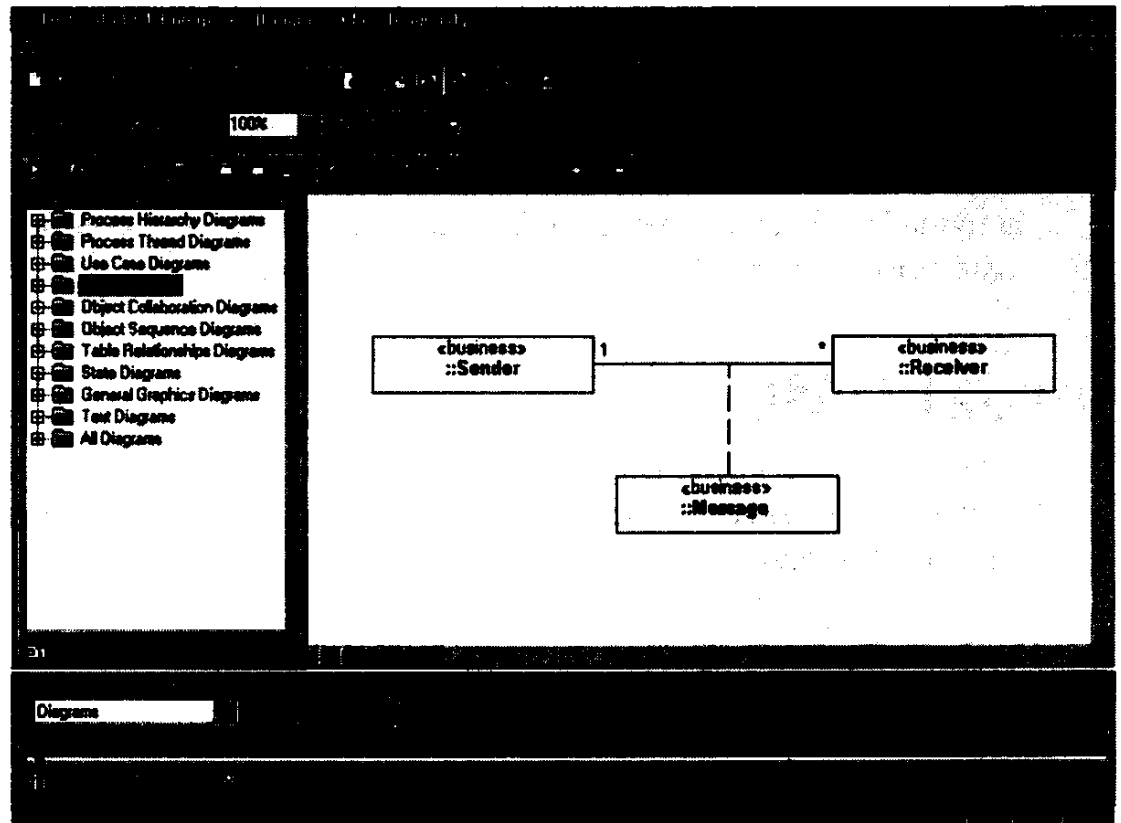 100%
Process Hierarchy Diagrams
Process Thread Diagrams
Use Case Diagrams
Object Collaboration Diagrams
Object Sequence Diagrams
Table Relationships Diagrams
State Diagrams
General Graphics Diagrams
Text Diagrams
All Diagrams
«business»
::Sender
1
*
«business»
::Receiver
«business»
::Message
Diagrams